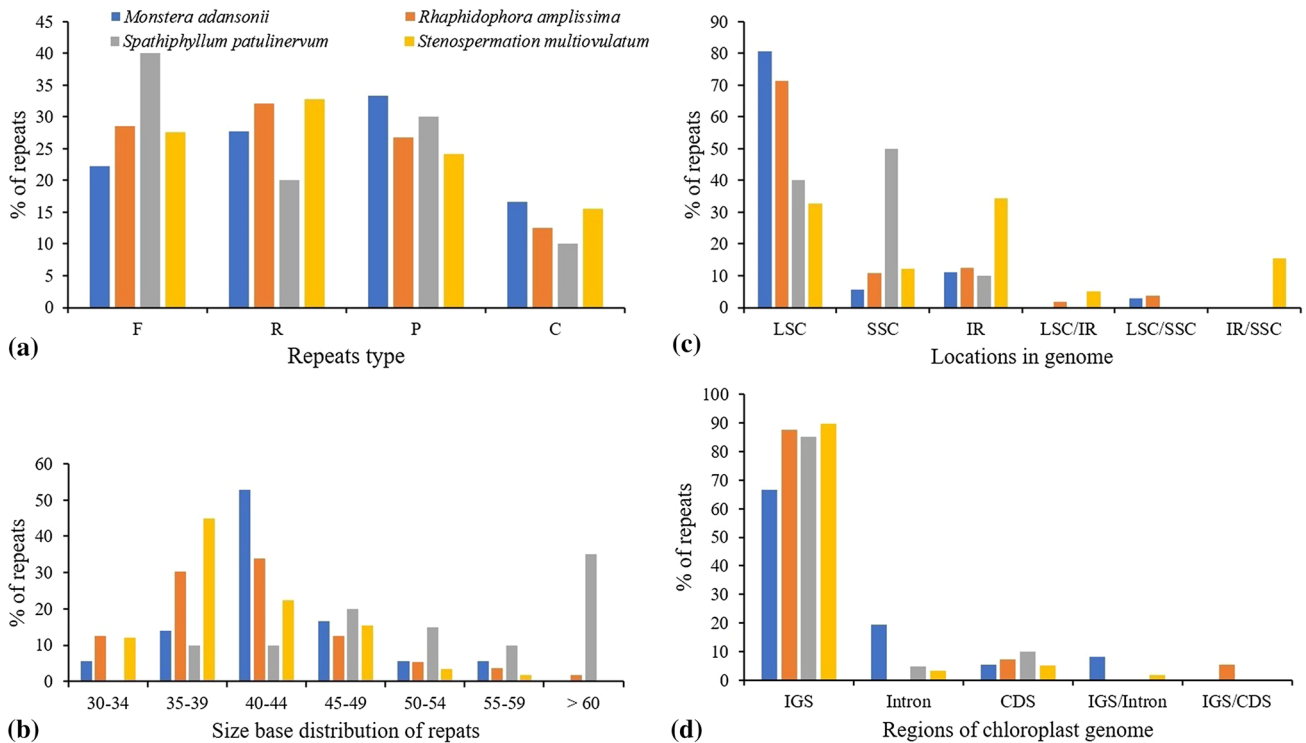 Monstera adansonii
Rhaphidophora amplissima
Spathiphyllum patulinervum
Stenospermation multiovulatum
45
40
35
30
25
20
15
10
5
0
% of repeats
F R P C
Repeats type
(a)
90
80
70
60
50
40
30
20
10
0
% of repeats
LSC SSC IR LSC/IR LSC/SSC IR/SSC
Locations in genome
(c)
60
50
40
30
20
10
0
% of repeats
30-34 35-39 40-44 45-49 50-54 55-59 > 60
Size base distribution of repats
(b)
100
90
80
70
60
50
40
30
20
10
0
% of repeats
IGS Intron CDS IGS/Intron IGS/CDS
Regions of chloroplast genome
(d)